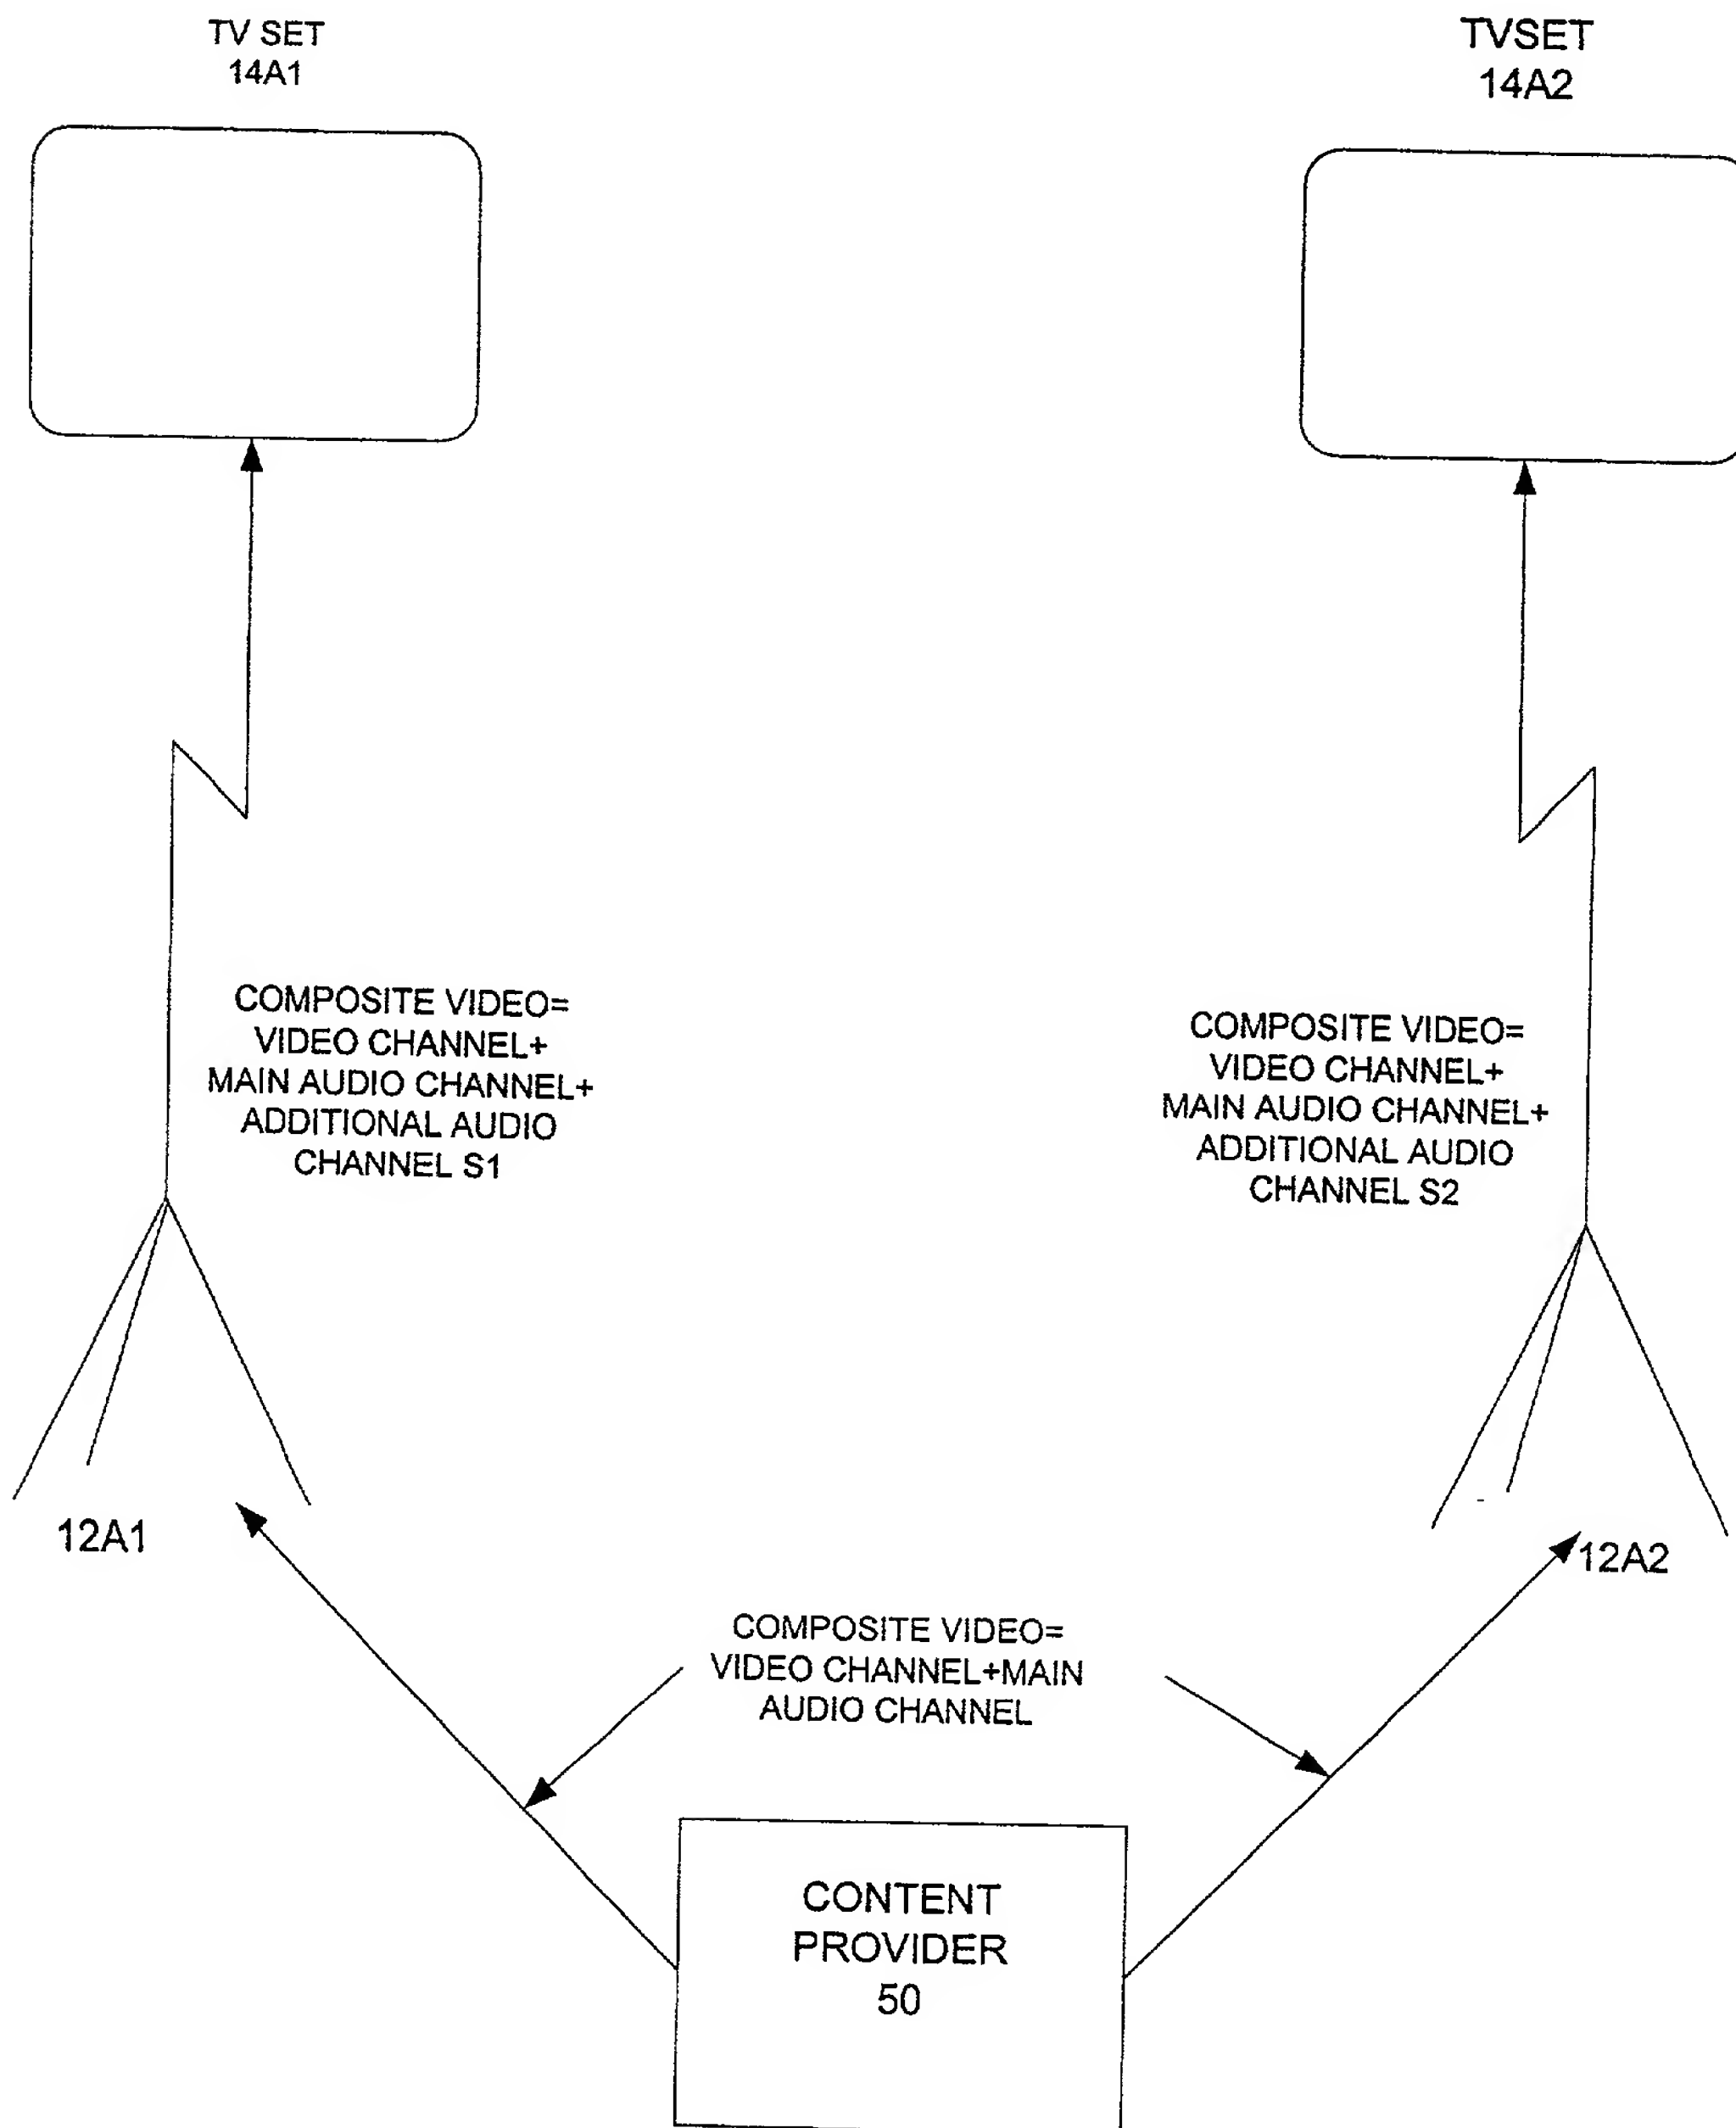 TV SET
14A1
TVSET
14A2
COMPOSITE VIDEO=
VIDEO CHANNEL+
MAIN AUDIO CHANNEL+
ADDITIONAL AUDIO
CHANNEL S1
COMPOSITE VIDEO=
VIDEO CHANNEL+
MAIN AUDIO CHANNEL+
ADDITIONAL AUDIO
CHANNEL S2
12A1
12A2
COMPOSITE VIDEO=
VIDEO CHANNEL+MAIN
AUDIO CHANNEL
CONTENT
PROVIDER
50